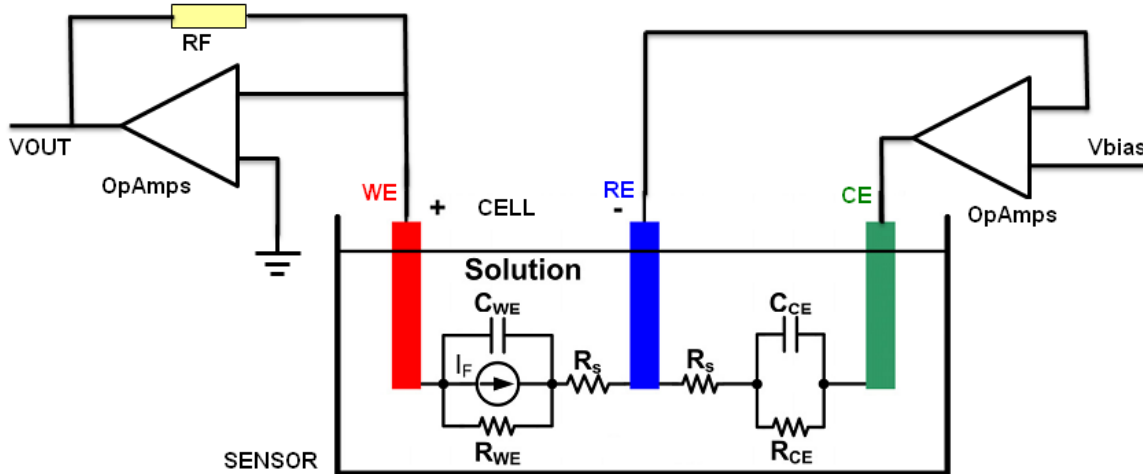 RF
VOUT
OpAmps
Vbias
OpAmps
WE
+
CELL
RE
-
CE
Solution
CWE
CCE
IF
Rs
Rs
RWE
RCE
SENSOR